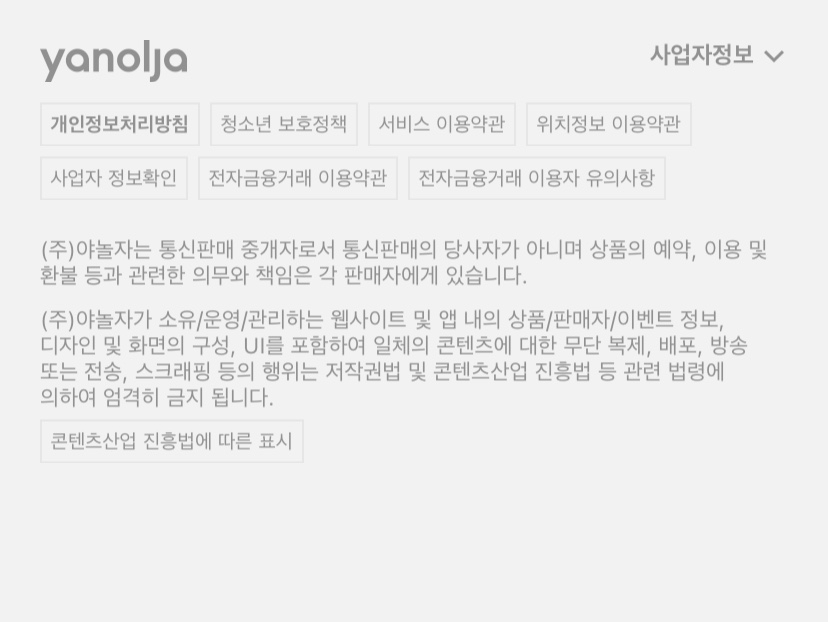 yanolja
사업자정보
개인정보처리방침 청소년 보호정책 서비스 이용약관 위치정보 이용약관
사업자 정보확인 전자금융거래 이용약관 전자금융거래 이용자 유의사항
(주)야놀자는 통신판매 중개자로서 통신판매의 당사자가 아니며 상품의 예약, 이용 및
환불 등과 관련한 의무와 책임은 각 판매자에게 있습니다.
(주)야놀자가 소유/운영/관리하는 웹사이트 및 앱 내의 상품/판매자/이벤트 정보,
디자인 및 화면의 구성, UI를 포함하여 일체의 콘텐츠에 대한 무단 복제, 배포, 방송
또는 전송, 스크래핑 등의 행위는 저작권법 및 콘텐츠산업 진흥법 등 관련 법령에
의하여 엄격히 금지 됩니다.
콘텐츠산업 진흥법에 따른 표시